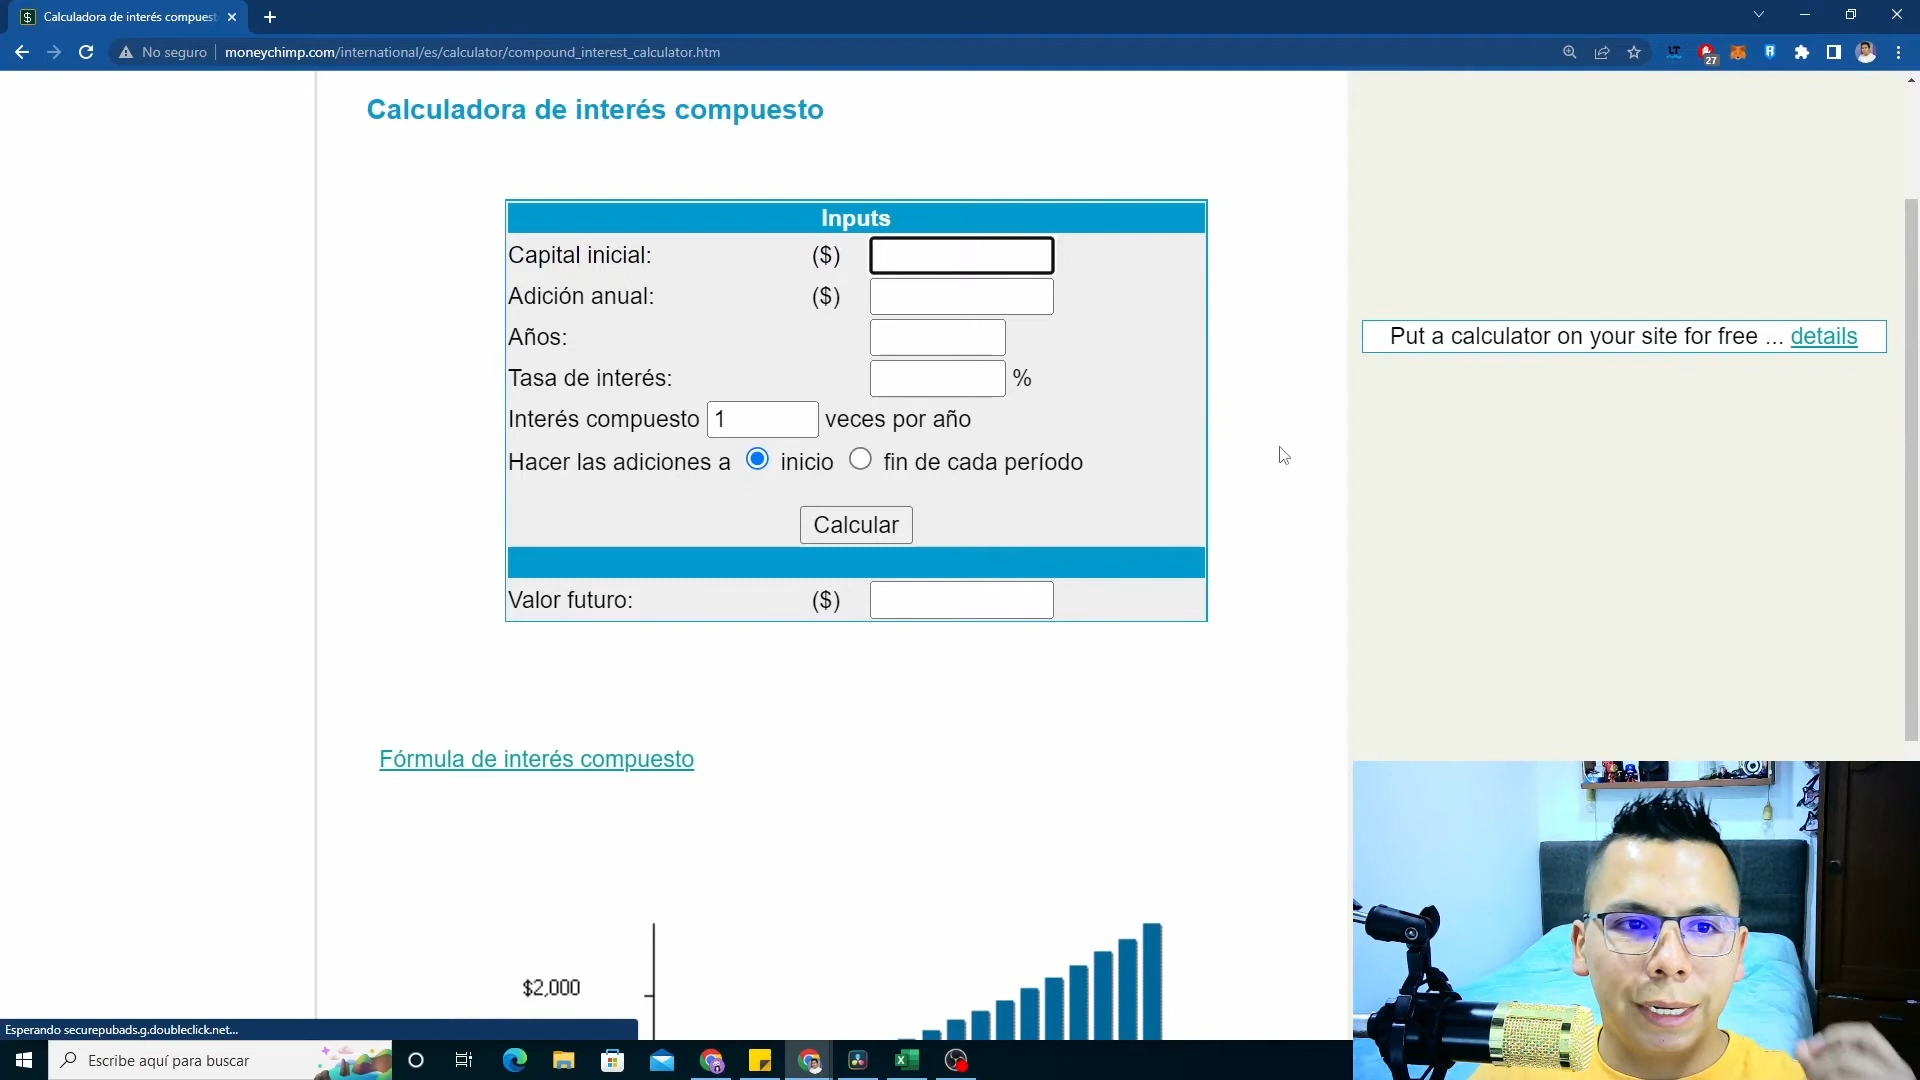 Calculadora de interés compuest
No seguro
moneychimp.com/international/es/calculator/compound_interest_calculator.htm
27
Calculadora de interés compuesto
Inputs
Capital inicial: ($)
Adición anual: ($)
Años:
Tasa de interés: %
Interés compuesto 1 veces por año
Hacer las adiciones a inicio fin de cada período
Calcular
Valor futuro: ($)
Put a calculator on your site for free ... details
Fórmula de interés compuesto
$2,000
Esperando securepubads.g.doubleclick.net...
Escribe aquí para buscar